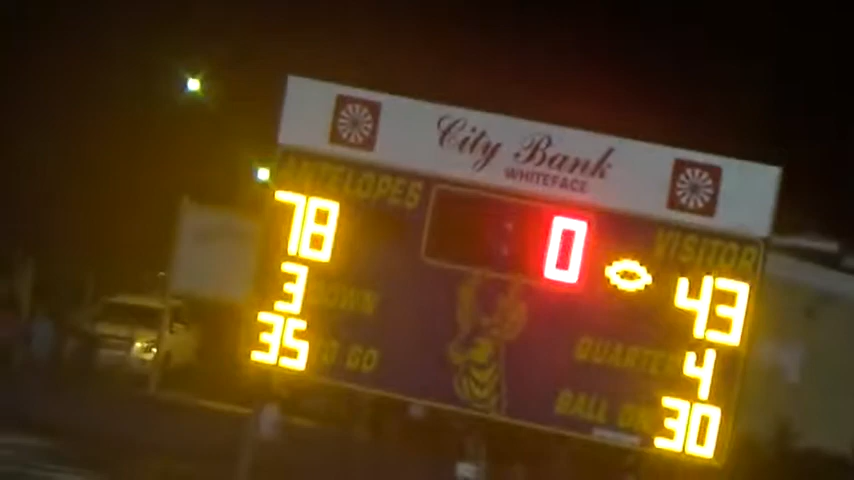 City Bank
WHITEFACE
ANTELOPES
VISITOR
78
0
43
3 DOWN
QUARTER 4
35 TO GO
BALL ON 30